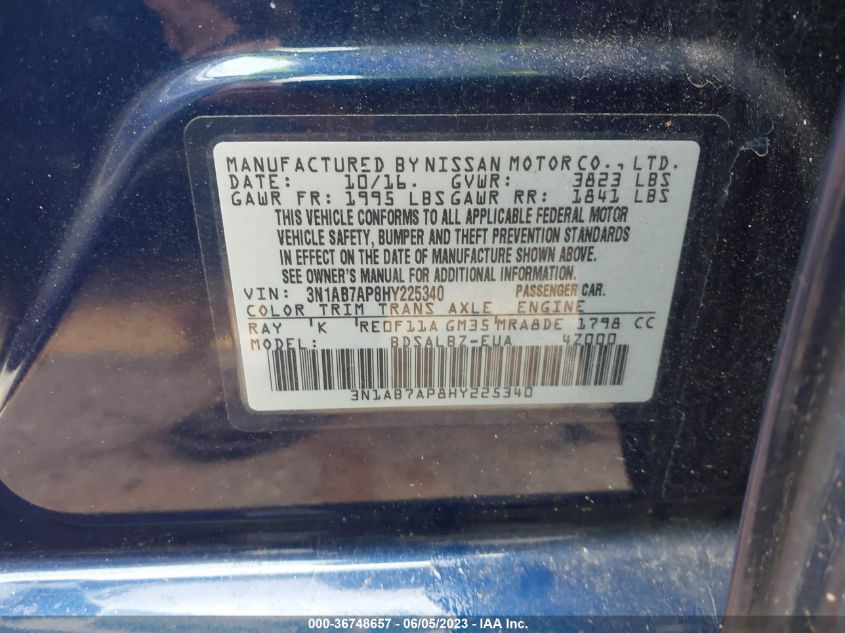 MANUFACTURED BY NISSAN MOTOR CO., LTD.
DATE: 10/16. GVWR: 3823 LBS
GAWR FR: 1995 LBS GAWR RR: 1841 LBS
THIS VEHICLE CONFORMS TO ALL APPLICABLE FEDERAL MOTOR
VEHICLE SAFETY, BUMPER AND THEFT PREVENTION STANDARDS
IN EFFECT ON THE DATE OF MANUFACTURE SHOWN ABOVE.
SEE OWNER'S MANUAL FOR ADDITIONAL INFORMATION.
VIN: 3N1AB7AP8HY225340 PASSENGER CAR.
COLOR TRIM TRANS AXLE ENGINE
RAY 'K 'RE0F11A GM35 'MRA8DE 1798 CC
MODEL: BDSALBZ-EUA 4Z000
3N1AB7AP8HY225340
000-36748657 - 06/05/2023 - IAAI.com